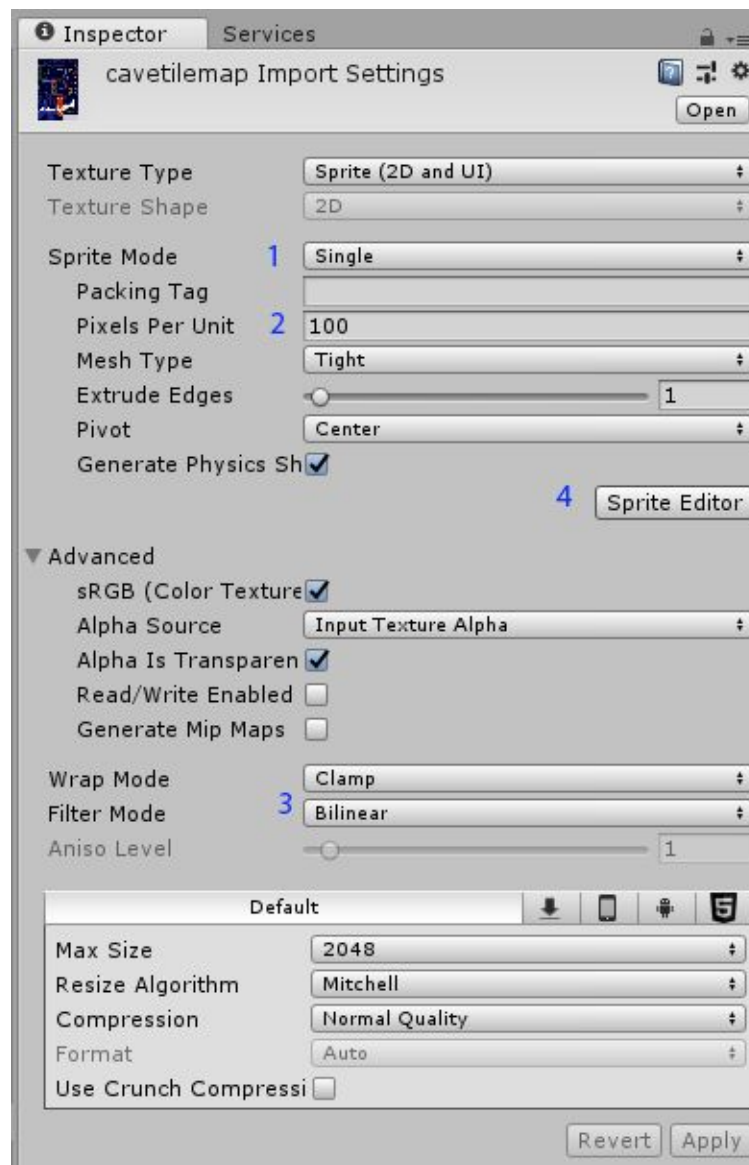 Inspector Services
cavetilemap Import Settings
Open
Texture Type Sprite (2D and UI)
Texture Shape 2D
Sprite Mode 1 Single
Packing Tag
Pixels Per Unit 2 100
Mesh Type Tight
Extrude Edges 1
Pivot Center
Generate Physics Sh
4 Sprite Editor
Advanced
sRGB (Color Texture
Alpha Source Input Texture Alpha
Alpha Is Transparen
Read/Write Enabled
Generate Mip Maps
Wrap Mode Clamp
Filter Mode 3 Bilinear
Aniso Level 1
Default 5
Max Size 2048
Resize Algorithm Mitchell
Compression Normal Quality
Format Auto
Use Crunch Compressi
Revert Apply